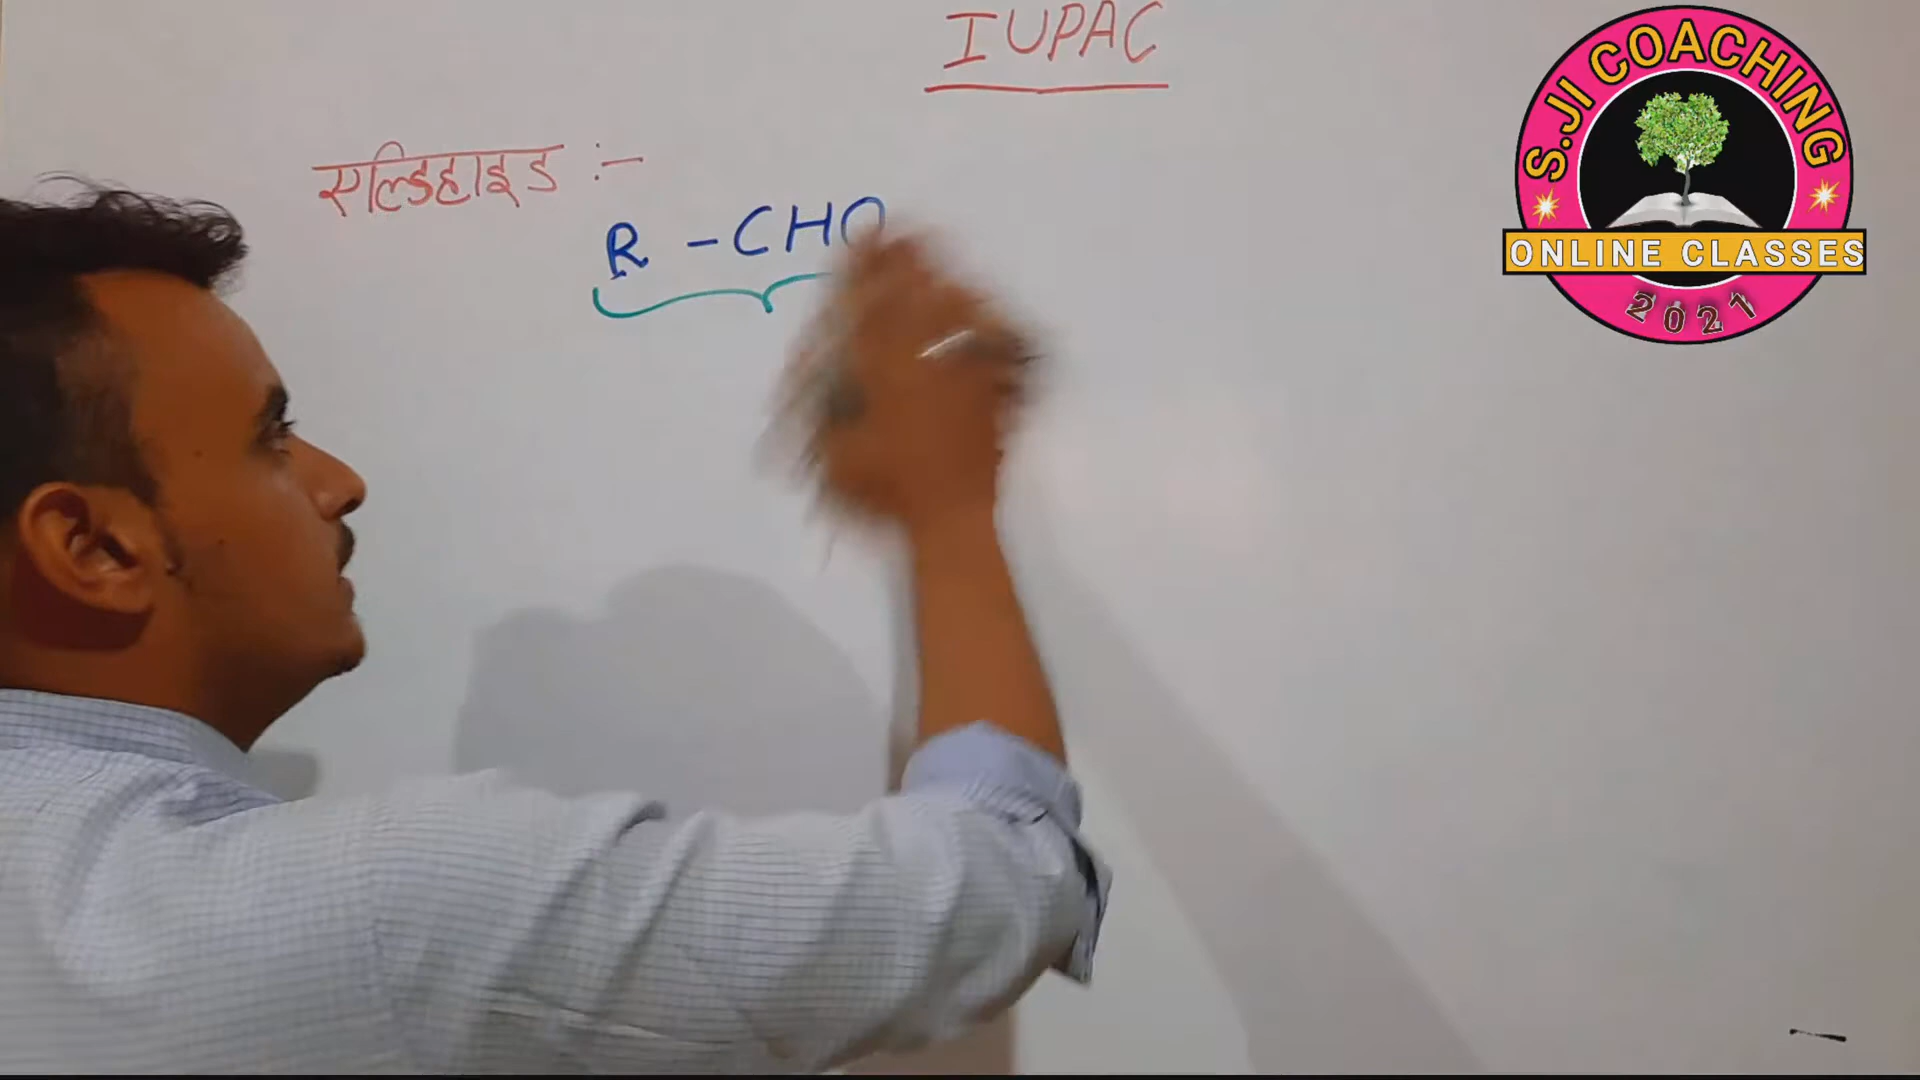 IUPAC
एल्डिहाइड :-
R - CHO
S.JI COACHING
ONLINE CLASSES
2021